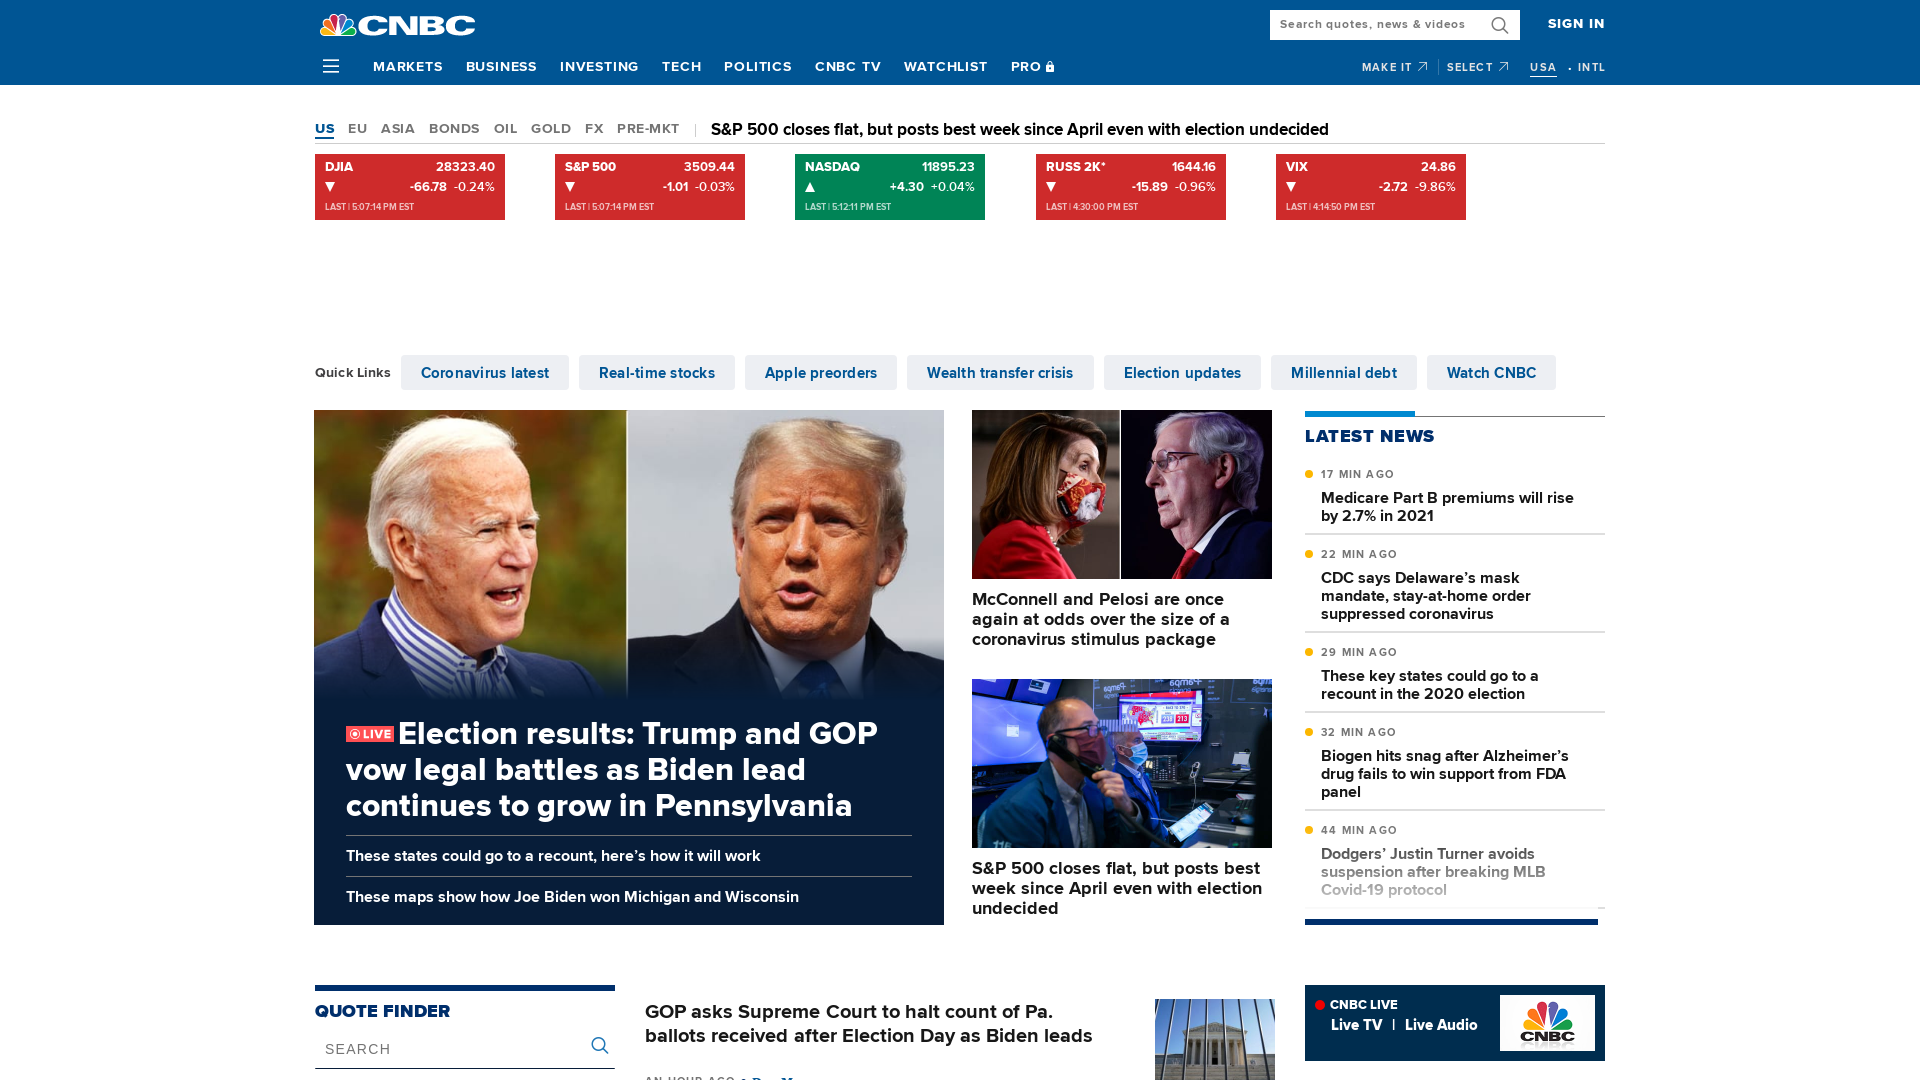 CNBC
Search quotes, news & videos
SIGN IN
MARKETS BUSINESS INVESTING TECH POLITICS CNBC TV WATCHLIST PRO
MAKE IT SELECT USA • INTL
US EU ASIA BONDS OIL GOLD FX PRE-MKT
S&P 500 closes flat, but posts best week since April even with election undecided
DJIA 28323.40
-66.78 -0.24%
LAST | 5:07:14 PM EST
S&P 500 3509.44
-1.01 -0.03%
LAST | 5:07:14 PM EST
NASDAQ 11895.23
+4.30 +0.04%
LAST | 5:12:11 PM EST
RUSS 2K* 1644.16
-15.89 -0.96%
LAST | 4:30:00 PM EST
VIX 24.86
-2.72 -9.86%
LAST | 4:14:50 PM EST
Quick Links
Coronavirus latest
Real-time stocks
Apple preorders
Wealth transfer crisis
Election updates
Millennial debt
Watch CNBC
LIVE Election results: Trump and GOP
vow legal battles as Biden lead
continues to grow in Pennsylvania
These states could go to a recount, here’s how it will work
These maps show how Joe Biden won Michigan and Wisconsin
McConnell and Pelosi are once
again at odds over the size of a
coronavirus stimulus package
238 213
116
S&P 500 closes flat, but posts best
week since April even with election
undecided
LATEST NEWS
17 MIN AGO
Medicare Part B premiums will rise
by 2.7% in 2021
22 MIN AGO
CDC says Delaware’s mask
mandate, stay-at-home order
suppressed coronavirus
29 MIN AGO
These key states could go to a
recount in the 2020 election
32 MIN AGO
Biogen hits snag after Alzheimer’s
drug fails to win support from FDA
panel
44 MIN AGO
Dodgers’ Justin Turner avoids
suspension after breaking MLB
Covid-19 protocol
QUOTE FINDER
SEARCH
GOP asks Supreme Court to halt count of Pa.
ballots received after Election Day as Biden leads
AN HOUR AGO
CNBC LIVE
Live TV | Live Audio
CNBC